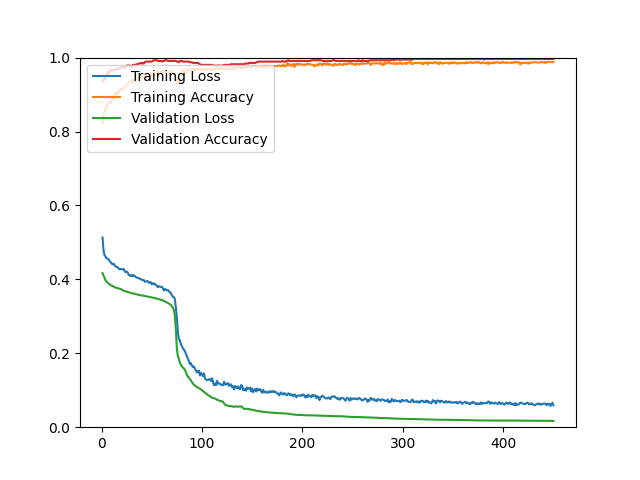 1.0
0.8
0.6
0.4
0.2
0.0
Training Loss
Training Accuracy
Validation Loss
Validation Accuracy
0 100 200 300 400